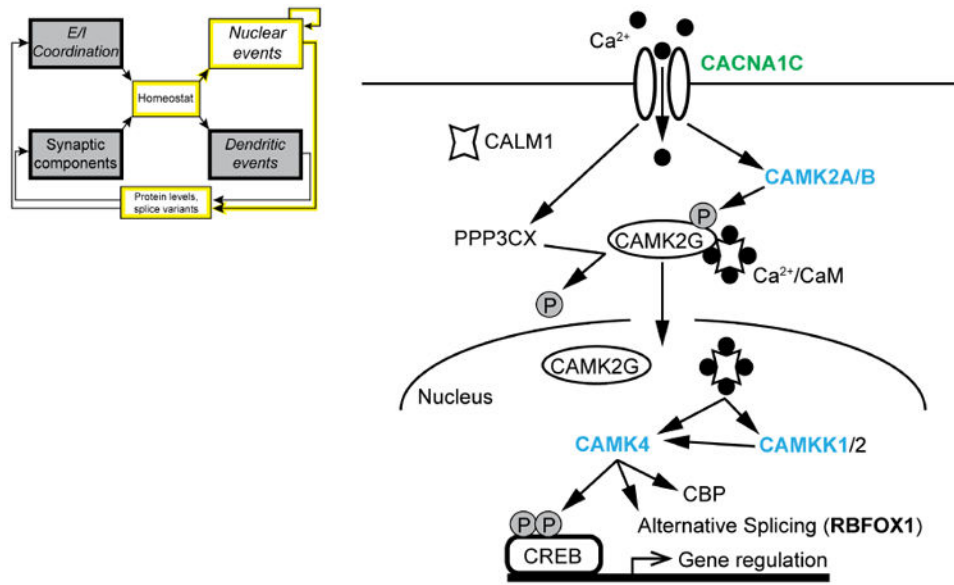 E/I
Coordination
Nuclear
events
Homeostat
Synaptic
components
Dendritic
events
Protein levels,
splice variants
Ca²⁺
CACNA1C
CALM1
CAMK2A/B
P
PPP3CX
CAMK2G
Ca²⁺/CaM
P
CAMK2G
Nucleus
CAMK4
CAMKK1/2
CBP
P P
Alternative Splicing (RBFOX1)
CREB
Gene regulation